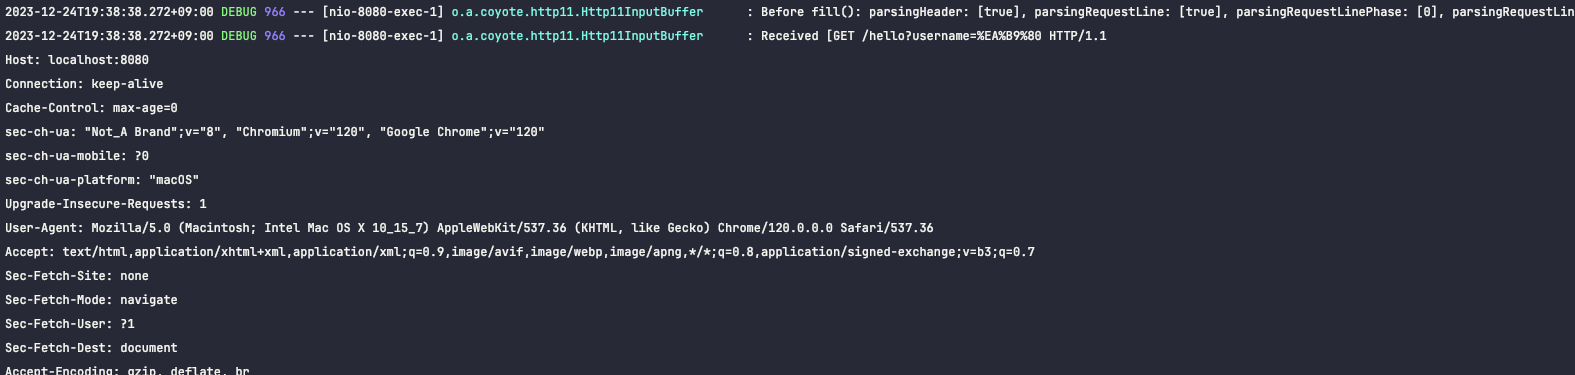 2023-12-24T19:38:38.272+09:00 DEBUG 966 --- [nio-8080-exec-1] o.a.coyote.http11.Http11InputBuffer : Before fill(): parsingHeader: [true], parsingRequestLine: [true], parsingRequestLinePhase: [0], parsingRequestLin
2023-12-24T19:38:38.272+09:00 DEBUG 966 --- [nio-8080-exec-1] o.a.coyote.http11.Http11InputBuffer : Received [GET /hello?username=%EA%B9%80 HTTP/1.1
Host: localhost:8080
Connection: keep-alive
Cache-Control: max-age=0
sec-ch-ua: "Not_A Brand";v="8", "Chromium";v="120", "Google Chrome";v="120"
sec-ch-ua-mobile: ?0
sec-ch-ua-platform: "macOS"
Upgrade-Insecure-Requests: 1
User-Agent: Mozilla/5.0 (Macintosh; Intel Mac OS X 10_15_7) AppleWebKit/537.36 (KHTML, like Gecko) Chrome/120.0.0.0 Safari/537.36
Accept: text/html,application/xhtml+xml,application/xml;q=0.9,image/avif,image/webp,image/apng,*/*;q=0.8,application/signed-exchange;v=b3;q=0.7
Sec-Fetch-Site: none
Sec-Fetch-Mode: navigate
Sec-Fetch-User: ?1
Sec-Fetch-Dest: document
Accept-Encoding: gzip, deflate, br